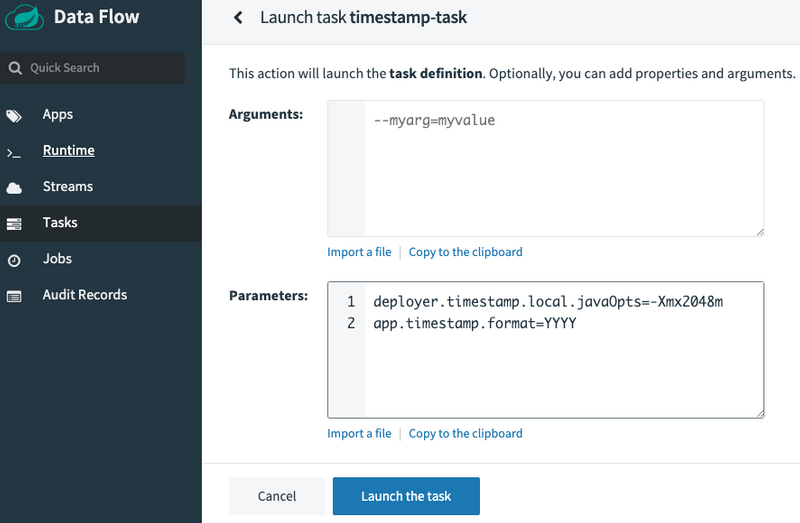 Data Flow
Launch task timestamp-task
Quick Search
This action will launch the task definition. Optionally, you can add properties and arguments.
Apps
Runtime
Streams
Tasks
Jobs
Audit Records
Arguments:
--myarg=myvalue
Import a file | Copy to the clipboard
Parameters:
1 deployer.timestamp.local.javaOpts=-Xmx2048m
2 app.timestamp.format=YYYY
Import a file | Copy to the clipboard
Cancel
Launch the task